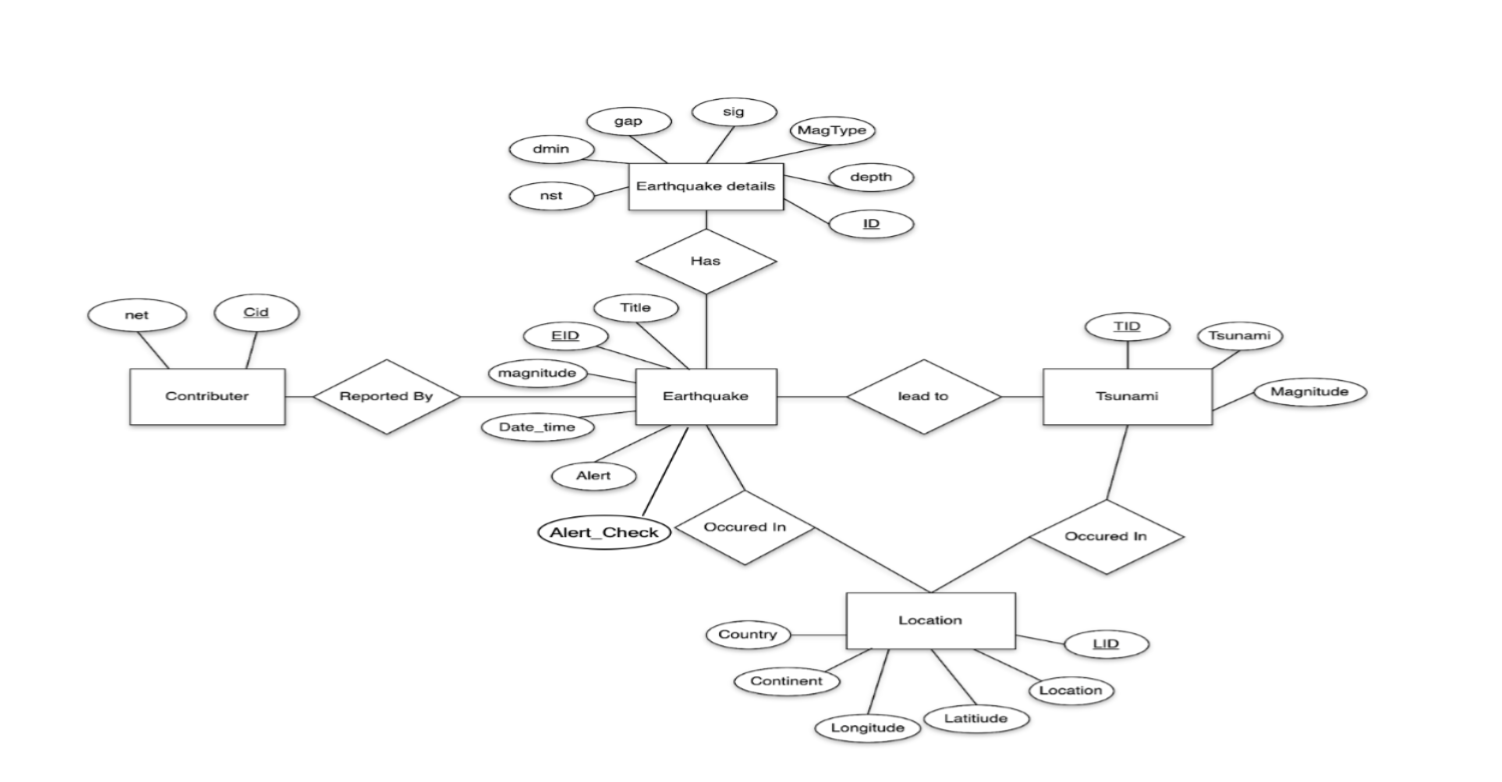 sig
gap
MagType
dmin
depth
Earthquake details
nst
ID
Has
Title
net
Cid
EID
TID
Tsunami
magnitude
Contributer
Reported By
Earthquake
lead to
Tsunami
Magnitude
Date_time
Alert
Alert_Check
Occured In
Occured In
Location
Country
LID
Continent
Location
Longitude
Latitiude